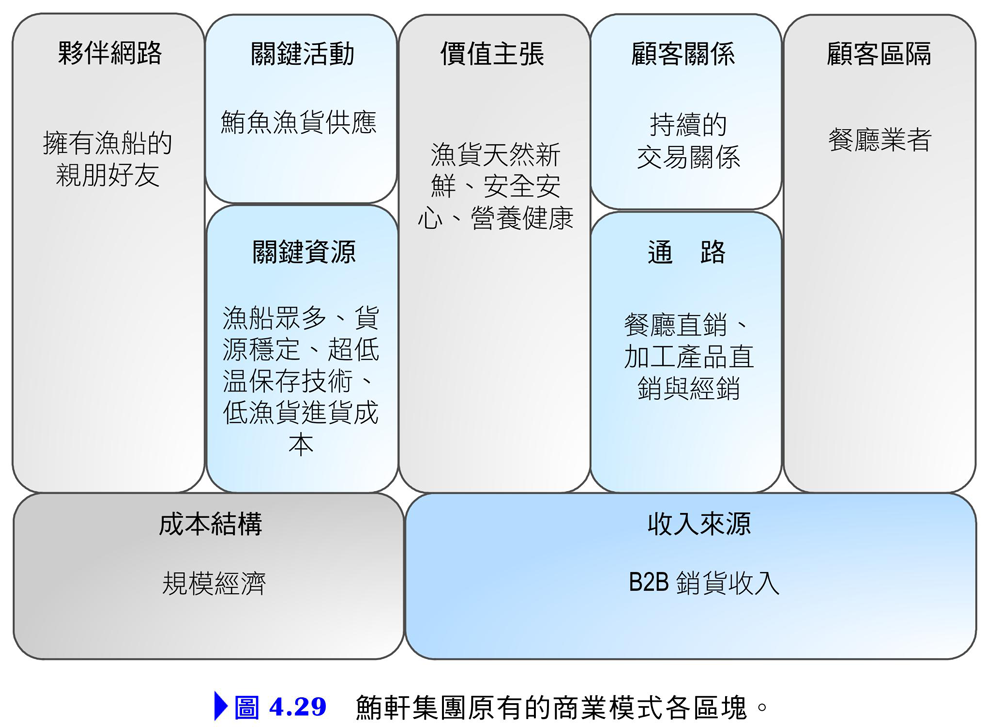 夥伴網路
擁有漁船的
親朋好友
關鍵活動
鮪魚漁貨供應
關鍵資源
漁船眾多、貨
源穩定、超低
温保存技術、
低漁貨進貨成
本
價值主張
漁貨天然新
鮮、安全安
心、營養健康
顧客關係
持續的
交易關係
通　路
餐廳直銷、
加工產品直
銷與經銷
顧客區隔
餐廳業者
成本結構
規模經濟
收入來源
B2B 銷貨收入
圖 4.29　鮪軒集團原有的商業模式各區塊。